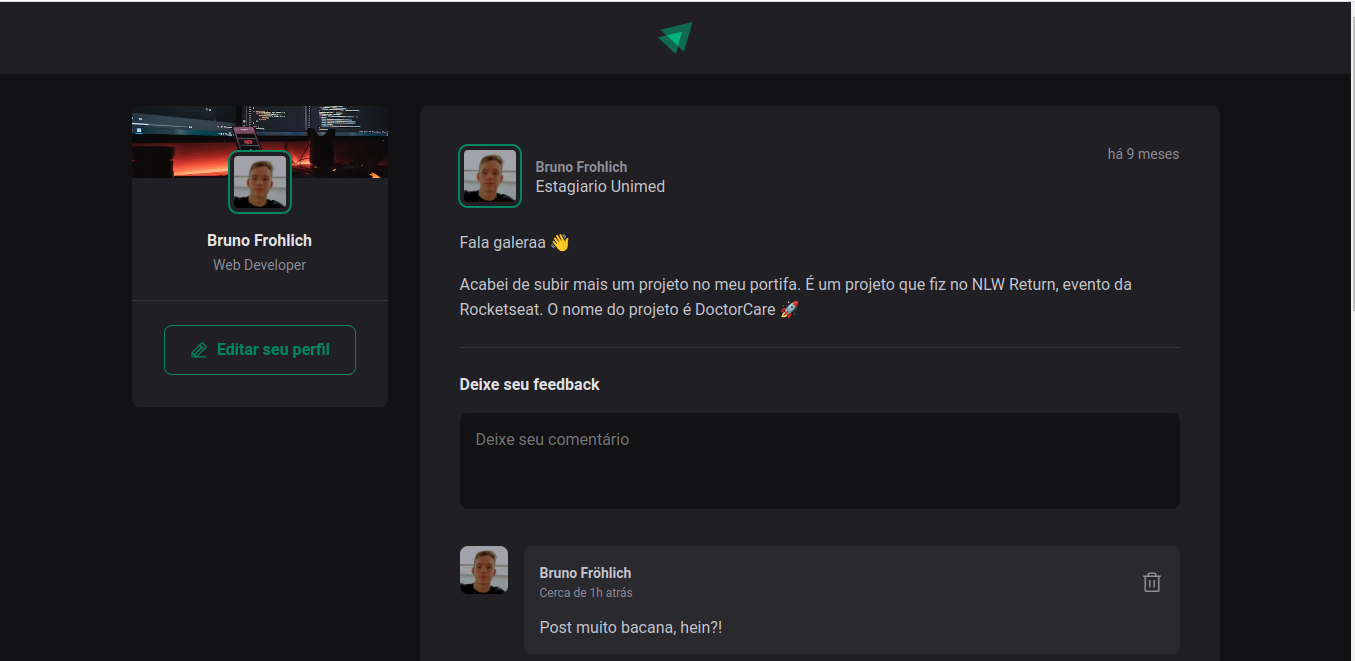 Bruno Frohlich
Web Developer
Editar seu perfil
Bruno Frohlich
Estagiario Unimed
há 9 meses
Fala galeraa 👋
Acabei de subir mais um projeto no meu portifa. É um projeto que fiz no NLW Return, evento da
Rocketseat. O nome do projeto é DoctorCare 🚀
Deixe seu feedback
Deixe seu comentário
Bruno Fröhlich
Cerca de 1h atrás
Post muito bacana, hein?!